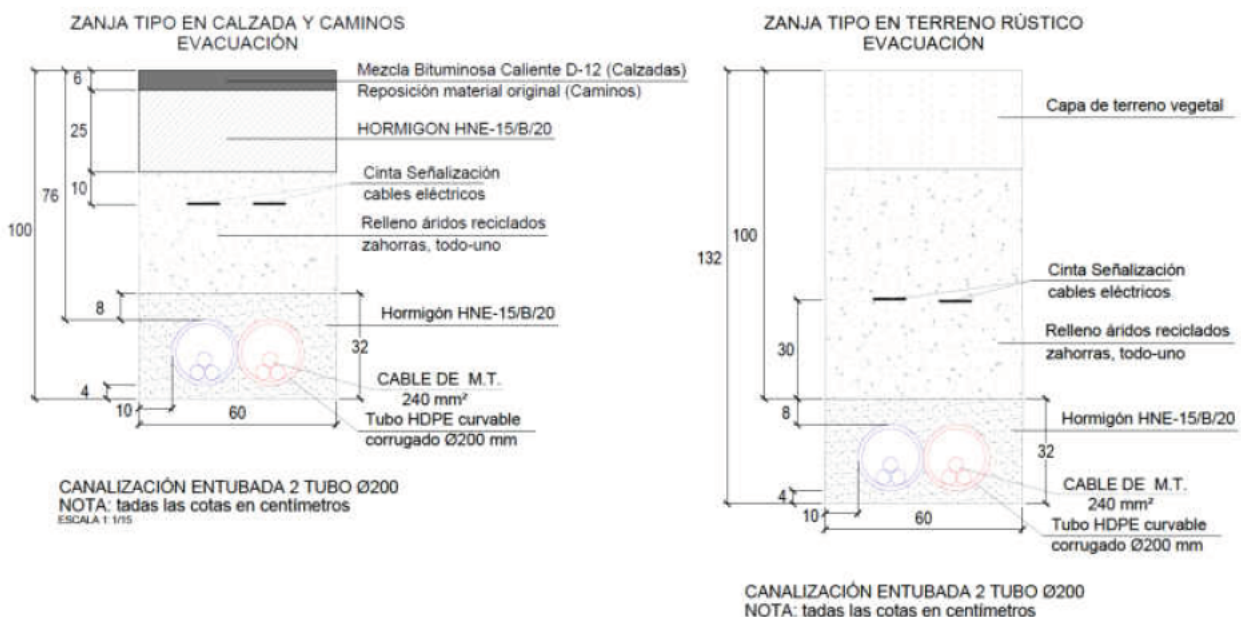 ZANJA TIPO EN CALZADA Y CAMINOS
EVACUACIÓN
6
25
10
76
100
8
4
10
60
32
Mezcla Bituminosa Caliente D-12 (Calzadas)
Reposición material original (Caminos)
HORMIGON HNE-15/B/20
Cinta Señalización
cables eléctricos
Relleno áridos reciclados
zahorras, todo-uno
Hormigón HNE-15/B/20
CABLE DE M.T.
240 mm²
Tubo HDPE curvable
corrugado Ø200 mm
CANALIZACIÓN ENTUBADA 2 TUBO Ø200
NOTA: tadas las cotas en centímetros
ESCALA 1: 1/15
ZANJA TIPO EN TERRENO RÚSTICO
EVACUACIÓN
132
100
30
8
4
10
60
32
Capa de terreno vegetal
Cinta Señalización
cables eléctricos
Relleno áridos reciclados
zahorras, todo-uno
Hormigón HNE-15/B/20
CABLE DE M.T.
240 mm²
Tubo HDPE curvable
corrugado Ø200 mm
CANALIZACIÓN ENTUBADA 2 TUBO Ø200
NOTA: tadas las cotas en centímetros